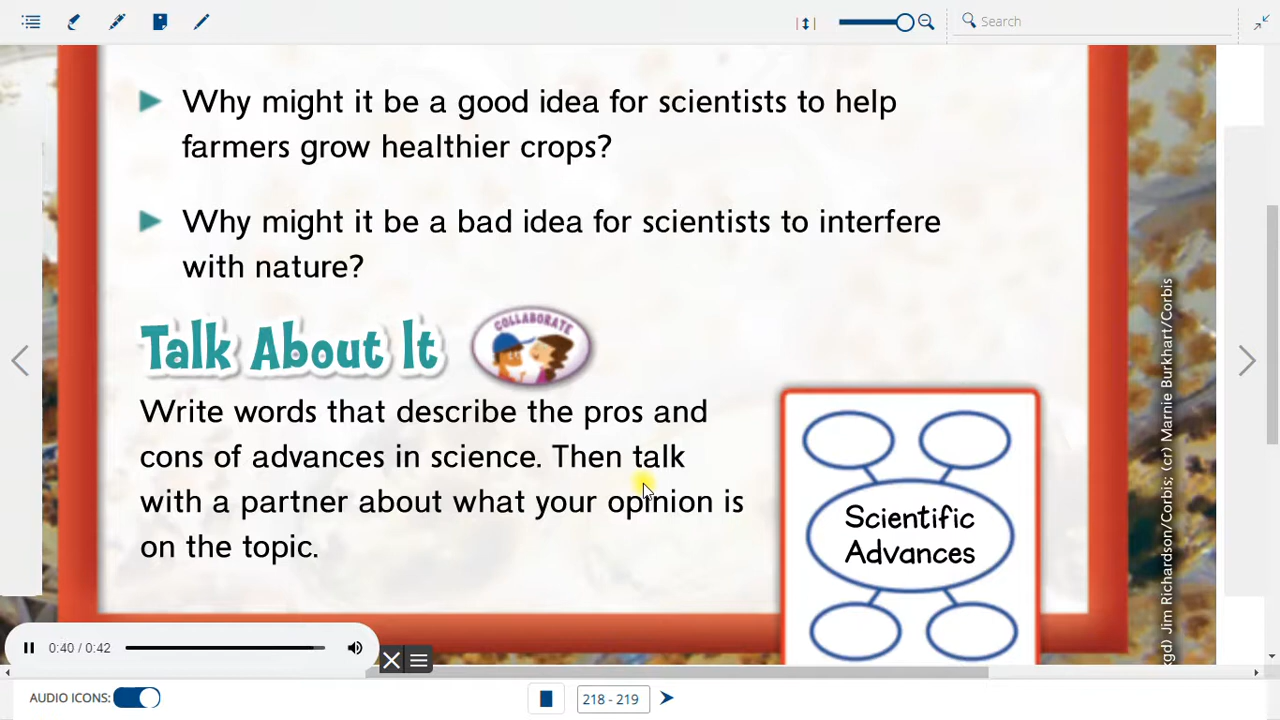 Search
Why might it be a good idea for scientists to help
farmers grow healthier crops?
Why might it be a bad idea for scientists to interfere
with nature?
Talk About It
COLLABORATE
Write words that describe the pros and
cons of advances in science. Then talk
with a partner about what your opinion is
on the topic.
Scientific
Advances
gd) Jim Richardson/Corbis; (cr) Marnie Burkhart/Corbis
0:40 / 0:42
AUDIO ICONS:
218 - 219